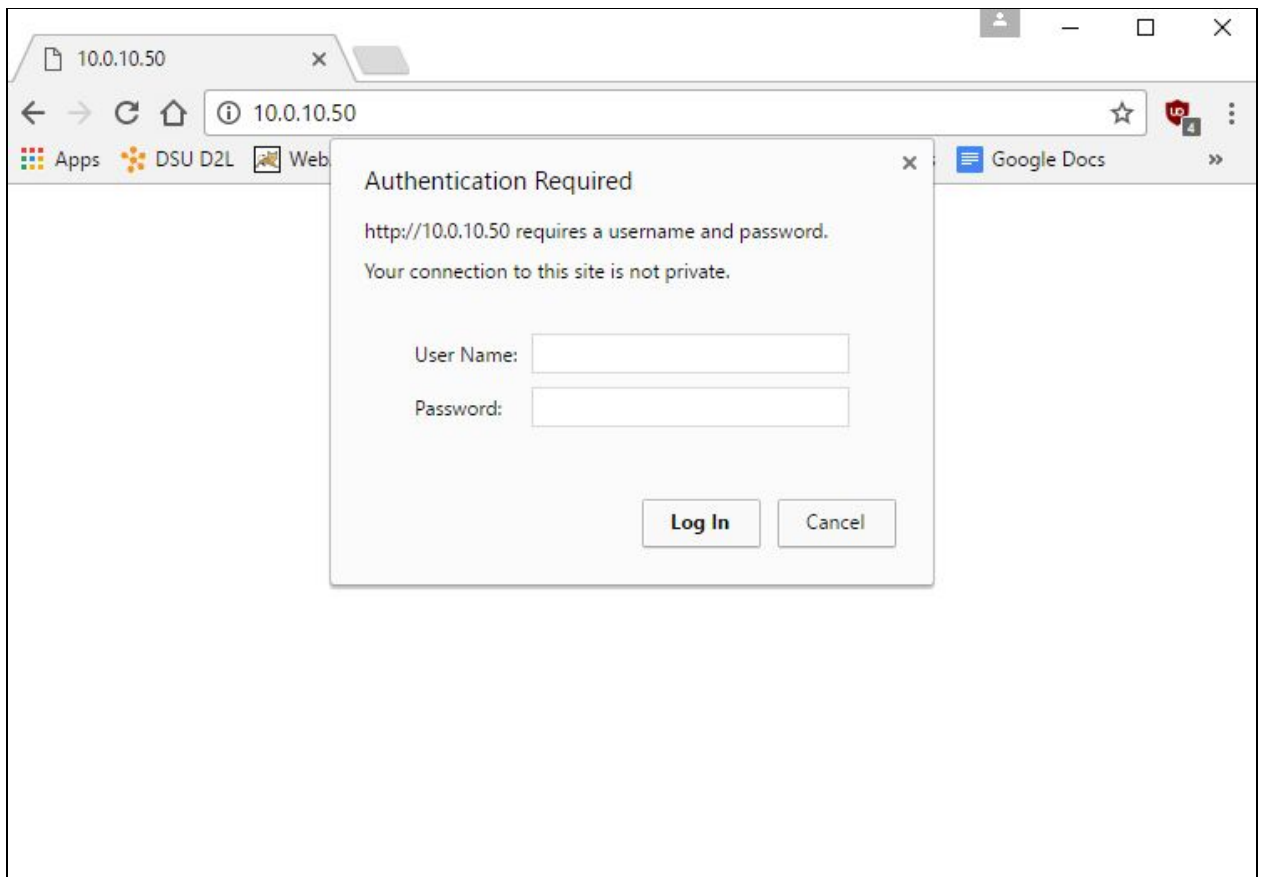 10.0.10.50
10.0.10.50
Apps DSU D2L Web Google Docs »
4
Authentication Required
http://10.0.10.50 requires a username and password.
Your connection to this site is not private.
User Name:
Password:
Log In Cancel